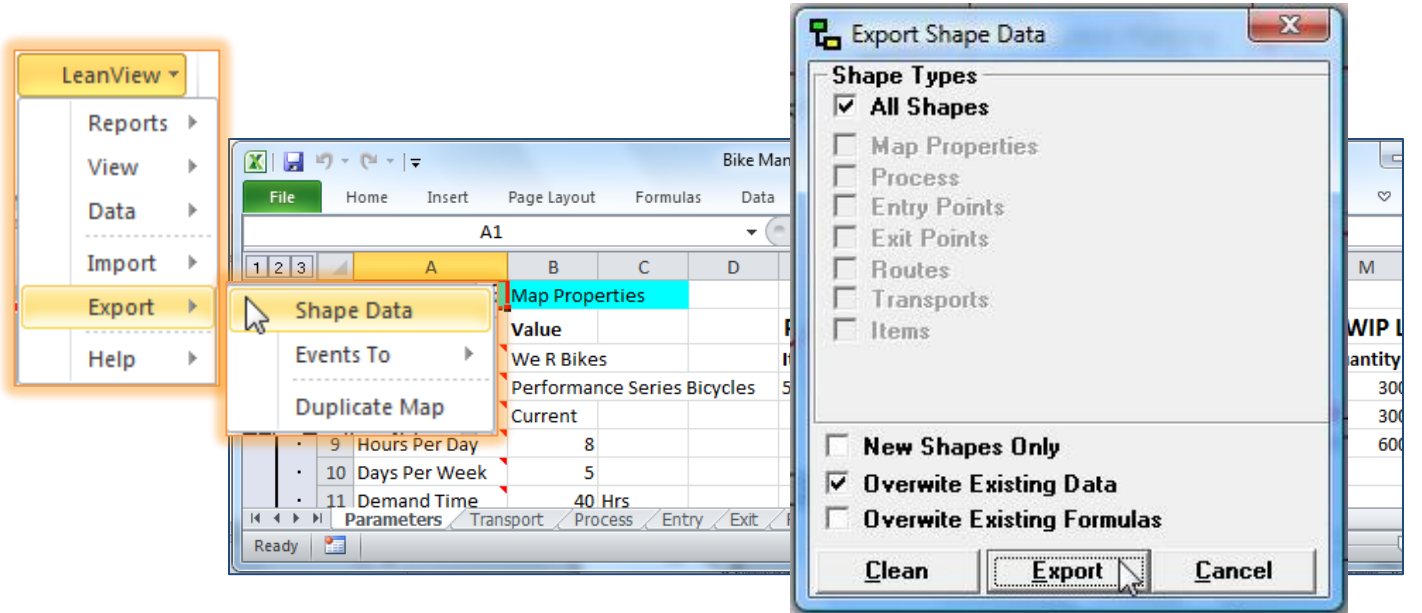 LeanView
Reports
View
Data
Import
Export
Help
Shape Data
Events To
Duplicate Map
Bike Man
File Home Insert Page Layout Formulas Data
A1
1 2 3 A B C D M
Map Properties
Value WIP L
We R Bikes antity
Performance Series Bicycles 5 300
Current 300
9 Hours Per Day 8 600
10 Days Per Week 5
11 Demand Time 40 Hrs
Parameters Transport Process Entry Exit
Ready
Export Shape Data
X
Shape Types
All Shapes
Map Properties
Process
Entry Points
Exit Points
Routes
Transports
Items
New Shapes Only
Overwite Existing Data
Overwite Existing Formulas
Clean Export Cancel